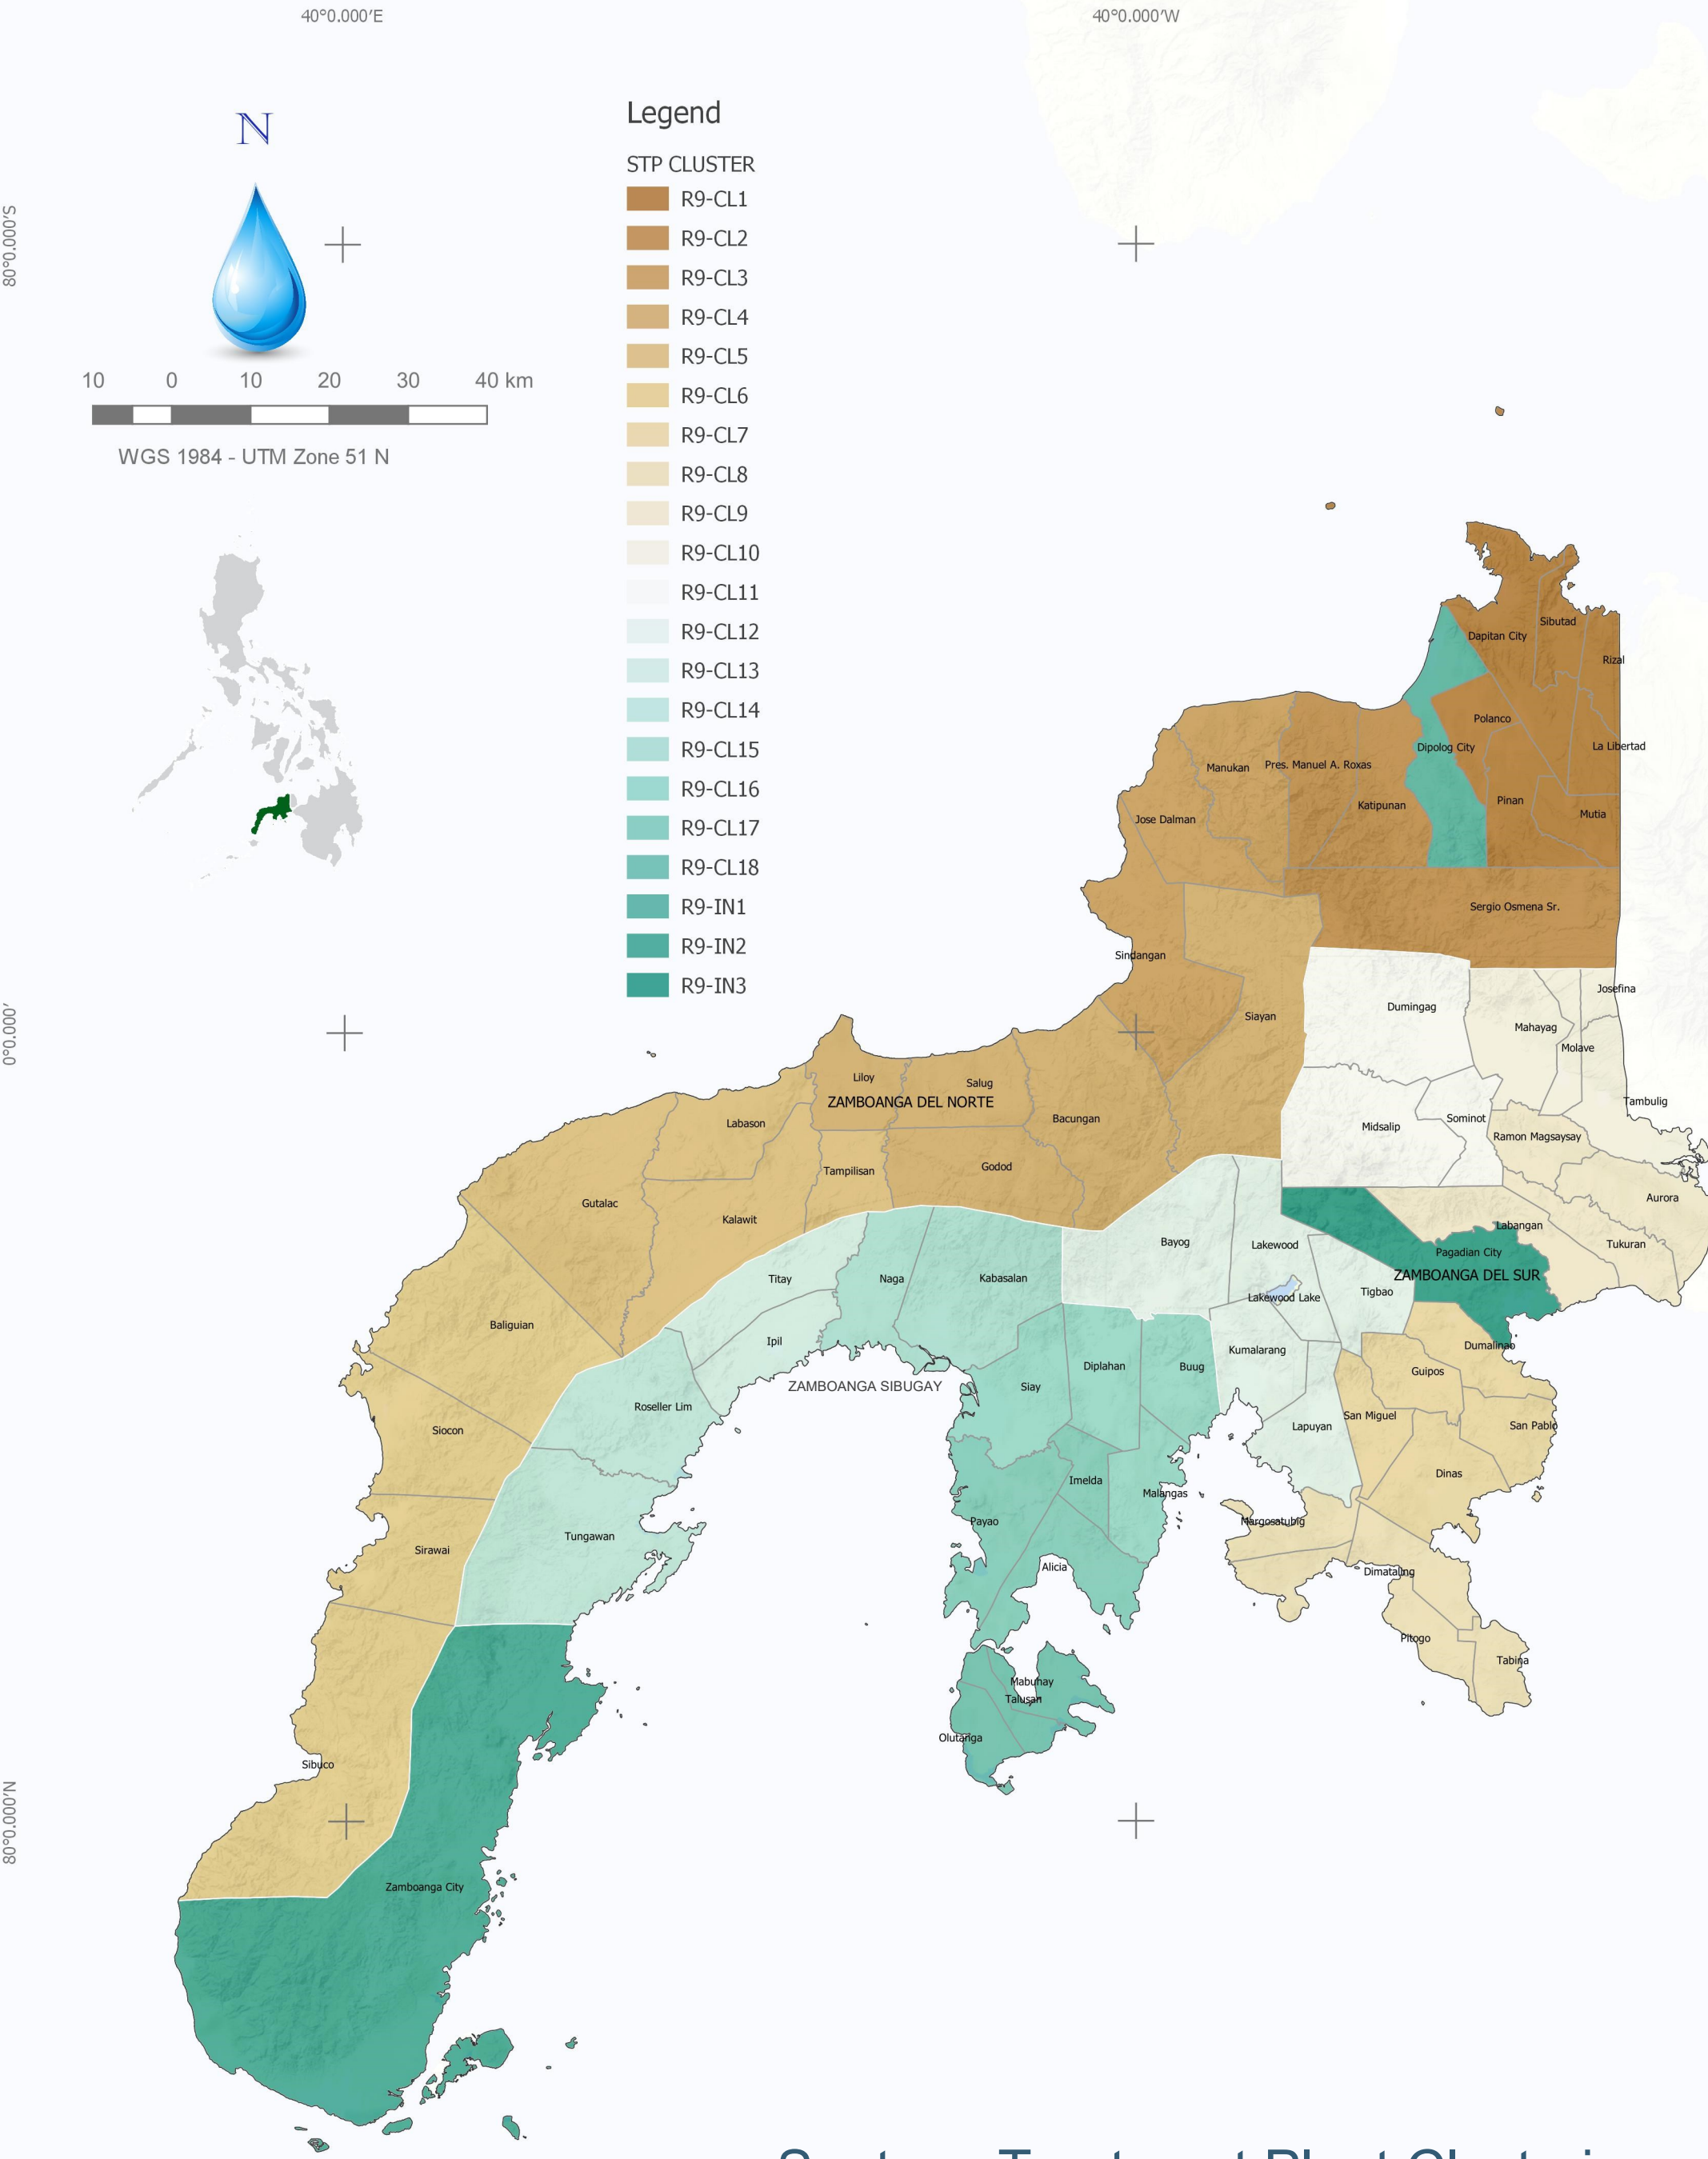 40°0.000′E
40°0.000′W
80°0.000′S
0°0.000′
80°0.000′N
N
10 0 10 20 30 40 km
WGS 1984 - UTM Zone 51 N
Legend
STP CLUSTER
R9-CL1
R9-CL2
R9-CL3
R9-CL4
R9-CL5
R9-CL6
R9-CL7
R9-CL8
R9-CL9
R9-CL10
R9-CL11
R9-CL12
R9-CL13
R9-CL14
R9-CL15
R9-CL16
R9-CL17
R9-CL18
R9-IN1
R9-IN2
R9-IN3
Sibutad
Dapitan City
Rizal
Polanco
La Libertad
Dipolog City
Pres. Manuel A. Roxas
Manukan
Pinan
Katipunan
Mutia
Jose Dalman
Sergio Osmena Sr.
Sindangan
Josefina
Dumingag
Siayan
Mahayag
Molave
Liloy
Salug
ZAMBOANGA DEL NORTE
Tambulig
Bacungan
Labason
Sominot
Midsalip
Ramon Magsaysay
Godod
Tampilisan
Aurora
Gutalac
Kalawit
Labangan
Bayog
Lakewood
Tukuran
Pagadian City
ZAMBOANGA DEL SUR
Titay
Naga
Kabasalan
Tigbao
Lakewood Lake
Baliguian
Ipil
Dumalinao
Kumalarang
Diplahan
Buug
Guipos
ZAMBOANGA SIBUGAY
Siay
Roseller Lim
San Miguel
San Pablo
Lapuyan
Siocon
Dinas
Imelda
Malangas
Payao
Margosatubig
Tungawan
Sirawai
Alicia
Dimataling
Pitogo
Tabina
Mabuhay
Talusan
Olutanga
Sibuco
Zamboanga City